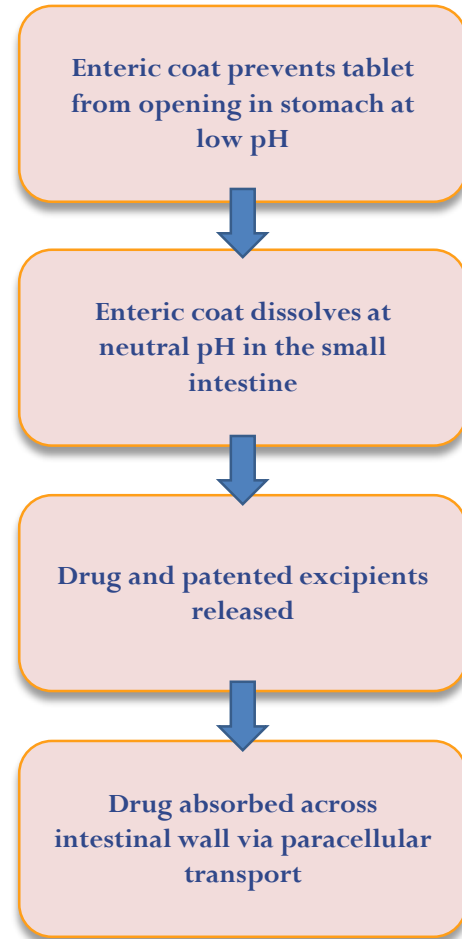 Enteric coat prevents tablet
from opening in stomach at
low pH
Enteric coat dissolves at
neutral pH in the small
intestine
Drug and patented excipients
released
Drug absorbed across
intestinal wall via paracellular
transport